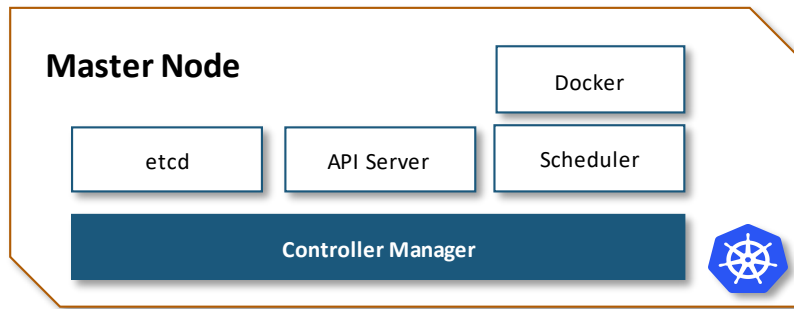 Master Node
Docker
etcd
API Server
Scheduler
Controller Manager